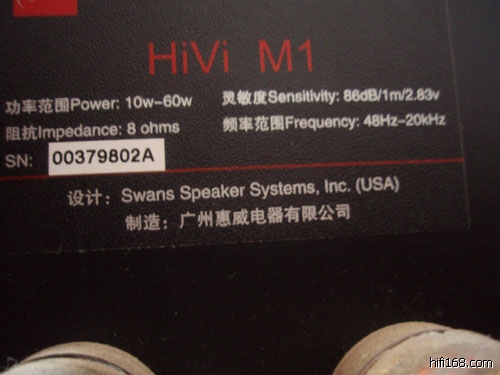 HiVi M1
功率范围Power: 10w-60w 灵敏度Sensitivity: 86dB/1m/2.83v
阻抗Impedance: 8 ohms 频率范围Frequency: 48Hz-20kHz
SN: 00379802A
设计: Swans Speaker Systems, Inc. (USA)
制造: 广州惠威电器有限公司
hifi168.com